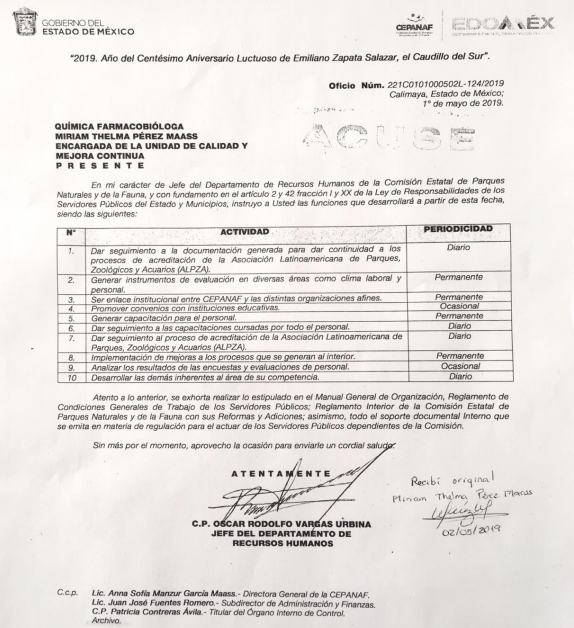 GOBIERNO DEL
ESTADO DE MÉXICO
CEPANAF
EDOMÉX
"2019. Año del Centésimo Aniversario Luctuoso de Emiliano Zapata Salazar, el Caudillo del Sur".
Oficio Núm. 221C0101000502L-124/2019
Calimaya, Estado de México;
1º de mayo de 2019.
ACUSE
QUÍMICA FARMACOBIÓLOGA
MIRIAM THELMA PÉREZ MAASS
ENCARGADA DE LA UNIDAD DE CALIDAD Y
MEJORA CONTINUA
P R E S E N T E
En mi carácter de Jefe del Departamento de Recursos Humanos de la Comisión Estatal de Parques
Naturales y de la Fauna, y con fundamento en el artículo 2 y 42 fracción I y XX de la Ley de Responsabilidades de los
Servidores Públicos del Estado y Municipios, instruyo a Usted las funciones que desarrollará a partir de esta fecha,
siendo las siguientes:
N° ACTIVIDAD PERIODICIDAD
1. Dar seguimiento a la documentación generada para dar continuidad a los Diario
procesos de acreditación de la Asociación Latinoamericana de Parques,
Zoológicos y Acuarios (ALPZA).
2. Generar instrumentos de evaluación en diversas áreas como clima laboral y Permanente
personal.
3. Ser enlace institucional entre CEPANAF y las distintas organizaciones afines. Permanente
4. Promover convenios con instituciones educativas. Ocasional
5. Generar capacitación para el personal. Permanente
6. Dar seguimiento a las capacitaciones cursadas por todo el personal. Diario
7. Dar seguimiento al proceso de acreditación de la Asociación Latinoamericana de Diario
Parques, Zoológicos y Acuarios (ALPZA).
8. Implementación de mejoras a los procesos que se generan al interior. Permanente
9. Analizar los resultados de las encuestas y evaluaciones de personal. Ocasional
10 Desarrollar las demás inherentes al área de su competencia. Diario
Atento a lo anterior, se exhorta realizar lo estipulado en el Manual General de Organización, Reglamento de
Condiciones Generales de Trabajo de los Servidores Públicos; Reglamento Interior de la Comisión Estatal de
Parques Naturales y de la Fauna con sus Reformas y Adiciones; asimismo, todo el soporte documental Interno que
se emita en materia de regulación para el actuar de los Servidores Públicos dependientes de la Comisión.
Sin más por el momento, aprovecho la ocasión para enviarle un cordial saludo.
A T E N T A M E N T E
Recibí original
Miriam Thelma Pérez Maass
02/05/2019
C.P. OSCAR RODOLFO VARGAS URBINA
JEFE DEL DEPARTAMENTO DE
RECURSOS HUMANOS
C.c.p. Lic. Anna Sofía Manzur García Maass.- Directora General de la CEPANAF.
Lic. Juan José Fuentes Romero.- Subdirector de Administración y Finanzas.
C.P. Patricia Contreras Ávila.- Titular del Órgano Interno de Control.
Archivo.